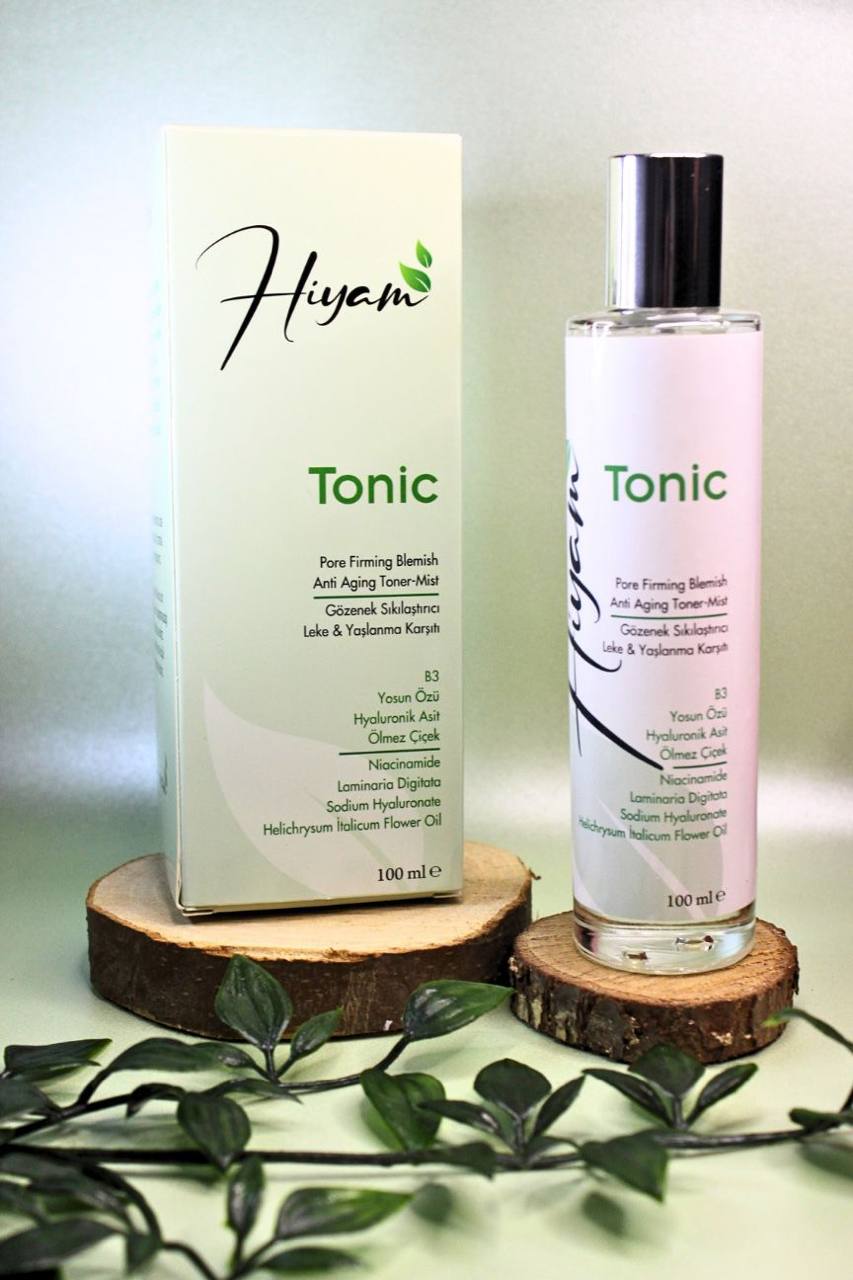 Hiyam
Tonic
Pore Firming Blemish
Anti Aging Toner-Mist
Gözenek Sıkılaştırıcı
Leke & Yaşlanma Karşıtı
B3
Yosun Özü
Hyaluronik Asit
Ölmez Çiçek
Niacinamide
Laminaria Digitata
Sodium Hyaluronate
Helichrysum İtalicum Flower Oil
100 ml ℮
Hiyam
Tonic
Pore Firming Blemish
Anti Aging Toner-Mist
Gözenek Sıkılaştırıcı
Leke & Yaşlanma Karşıtı
B3
Yosun Özü
Hyaluronik Asit
Ölmez Çiçek
Niacinamide
Laminaria Digitata
Sodium Hyaluronate
Helichrysum İtalicum Flower Oil
100 ml ℮